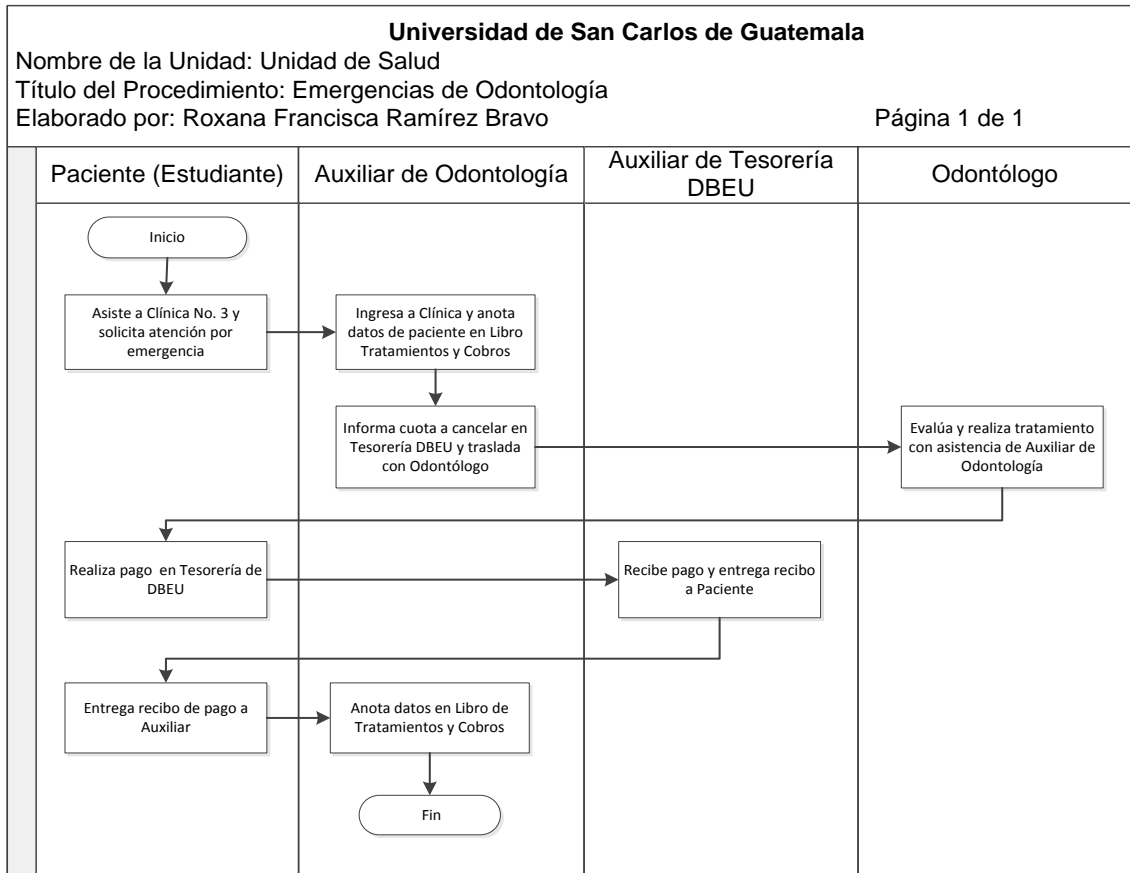 Universidad de San Carlos de Guatemala
Nombre de la Unidad: Unidad de Salud
Título del Procedimiento: Emergencias de Odontología
Elaborado por: Roxana Francisca Ramírez Bravo Página 1 de 1
Paciente (Estudiante)
Auxiliar de Odontología
Auxiliar de Tesorería
DBEU
Odontólogo
Inicio
Asiste a Clínica No. 3 y
solicita atención por
emergencia
Ingresa a Clínica y anota
datos de paciente en Libro
Tratamientos y Cobros
Informa cuota a cancelar en
Tesorería DBEU y traslada
con Odontólogo
Evalúa y realiza tratamiento
con asistencia de Auxiliar de
Odontología
Realiza pago en Tesorería de
DBEU
Recibe pago y entrega recibo
a Paciente
Entrega recibo de pago a
Auxiliar
Anota datos en Libro de
Tratamientos y Cobros
Fin